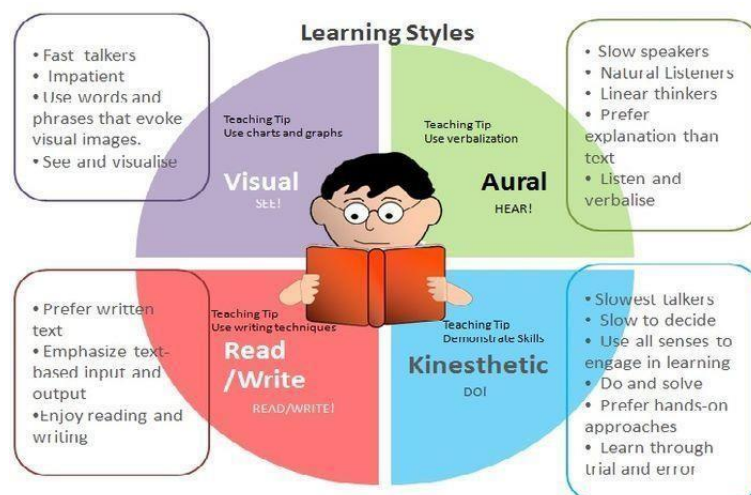 Learning Styles
• Fast talkers
• Impatient
• Use words and
phrases that evoke
visual images.
• See and visualise
Teaching Tip
Use charts and graphs
Visual
SEE!
Teaching Tip
Use verbalization
Aural
HEAR!
• Slow speakers
• Natural Listeners
• Linear thinkers
• Prefer
explanation than
text
• Listen and
verbalise
• Prefer written
text
• Emphasize text-
based input and
output
•Enjoy reading and
writing
Teaching Tip
Use writing techniques
Read
/Write
READ/WRITE!
Teaching Tip
Demonstrate Skills
Kinesthetic
DO!
• Slowest talkers
• Slow to decide
• Use all senses to
engage in learning
• Do and solve
• Prefer hands-on
approaches
• Learn through
trial and error